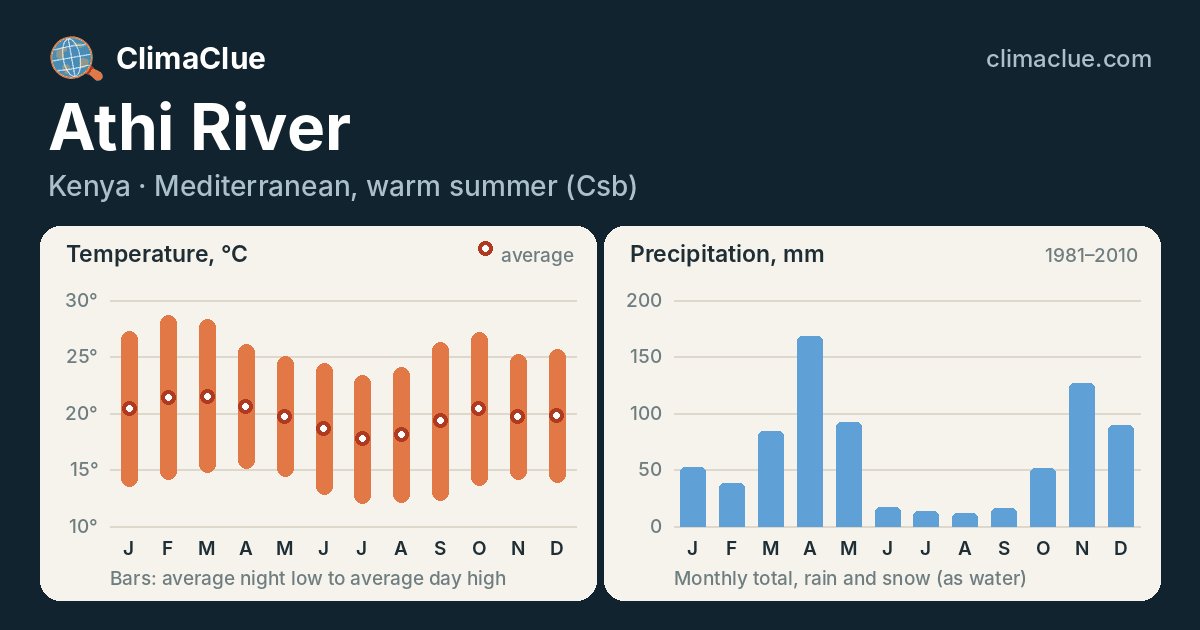 ClimaClue
climaclue.com
Athi River
Kenya · Mediterranean, warm summer (Csb)
Temperature, °C
average
30°
25°
20°
15°
10°
J F M A M J J A S O N D
Bars: average night low to average day high
Precipitation, mm
1981–2010
200
150
100
50
0
J F M A M J J A S O N D
Monthly total, rain and snow (as water)